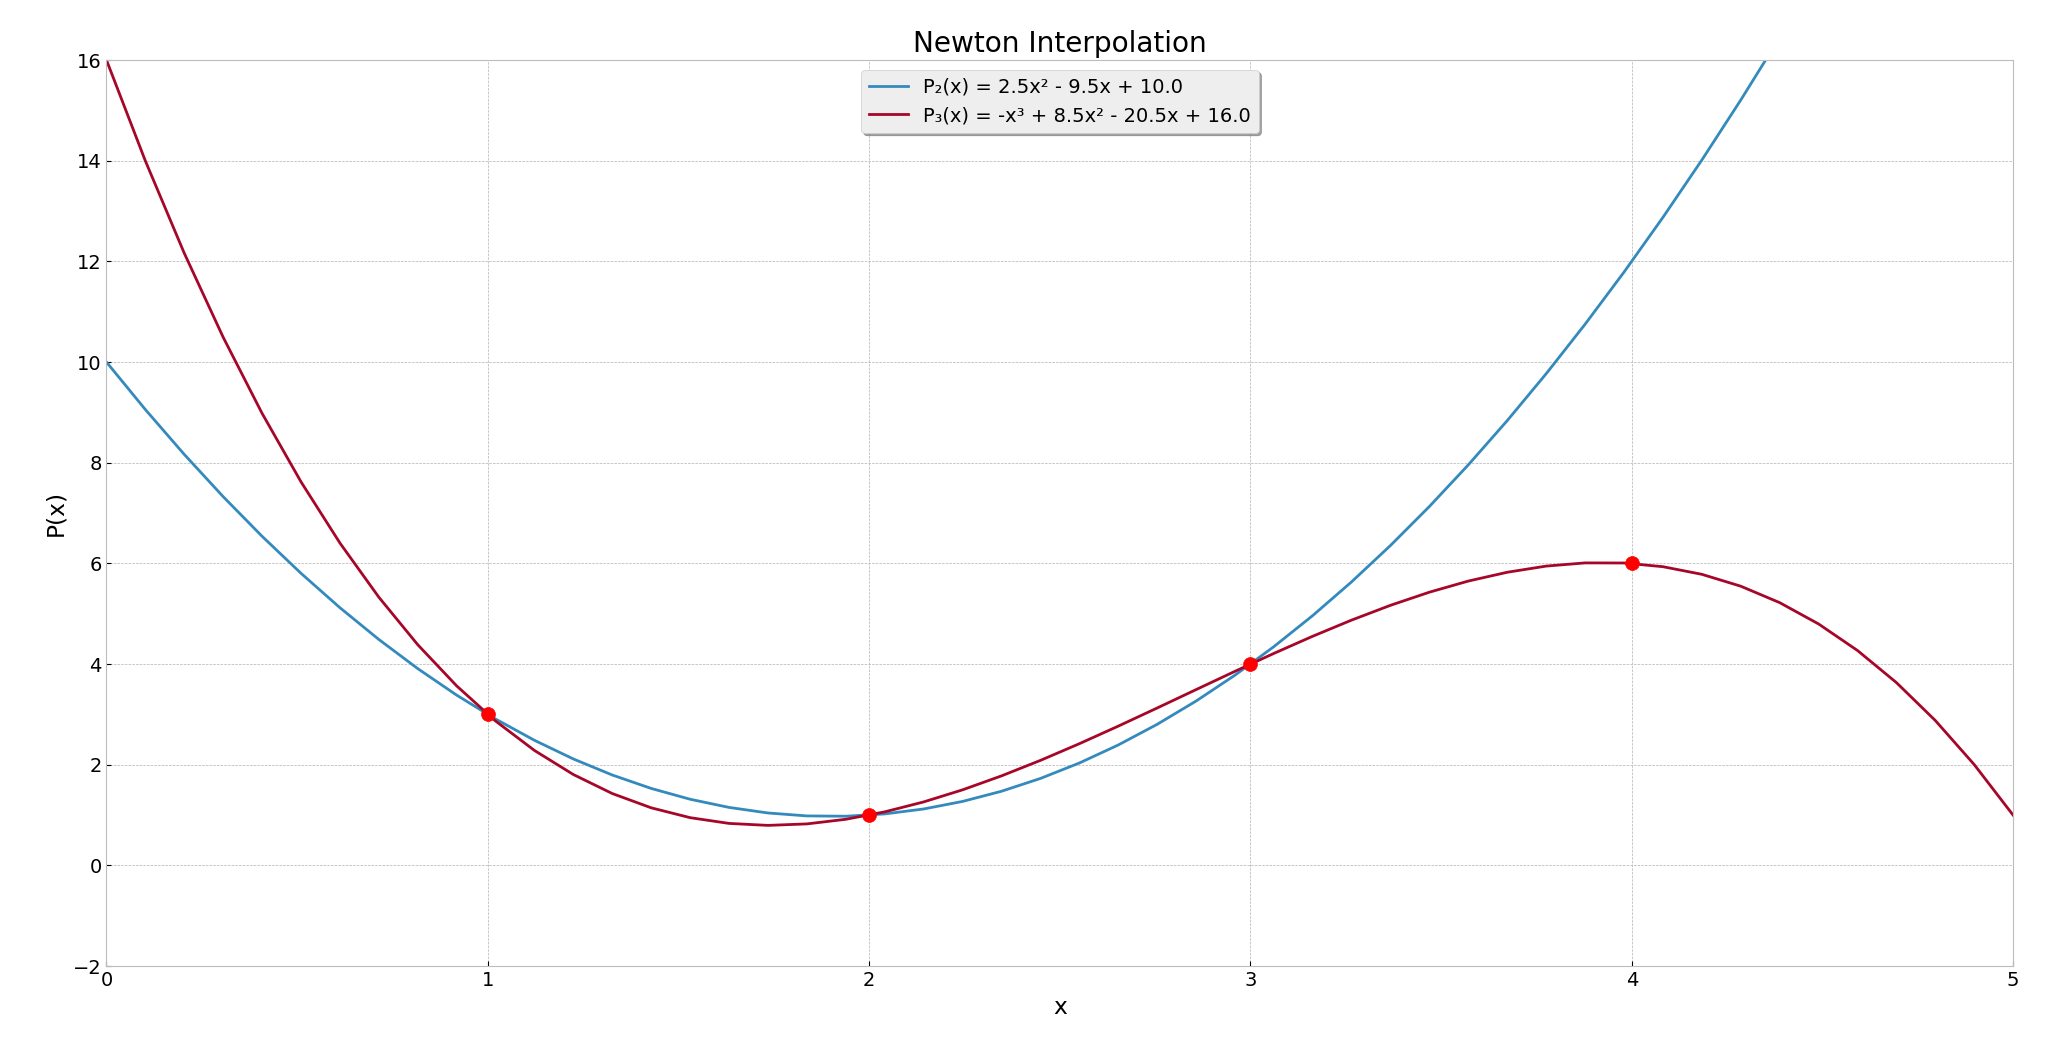 Newton Interpolation
P₂(x) = 2.5x² - 9.5x + 10.0
P₃(x) = -x³ + 8.5x² - 20.5x + 16.0
16
14
12
10
8
6
4
2
0
−2
P(x)
0 1 2 3 4 5
x